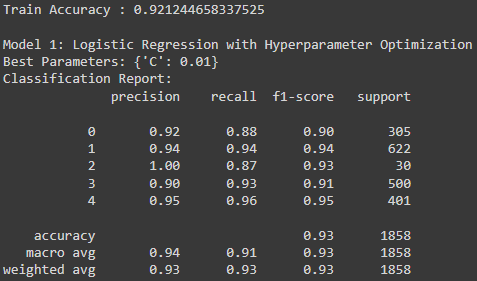 Train Accuracy : 0.921244658337525
Model 1: Logistic Regression with Hyperparameter Optimization
Best Parameters: {'C': 0.01}
Classification Report:
precision recall f1-score support
0 0.92 0.88 0.90 305
1 0.94 0.94 0.94 622
2 1.00 0.87 0.93 30
3 0.90 0.93 0.91 500
4 0.95 0.96 0.95 401
accuracy 0.93 1858
macro avg 0.94 0.91 0.93 1858
weighted avg 0.93 0.93 0.93 1858